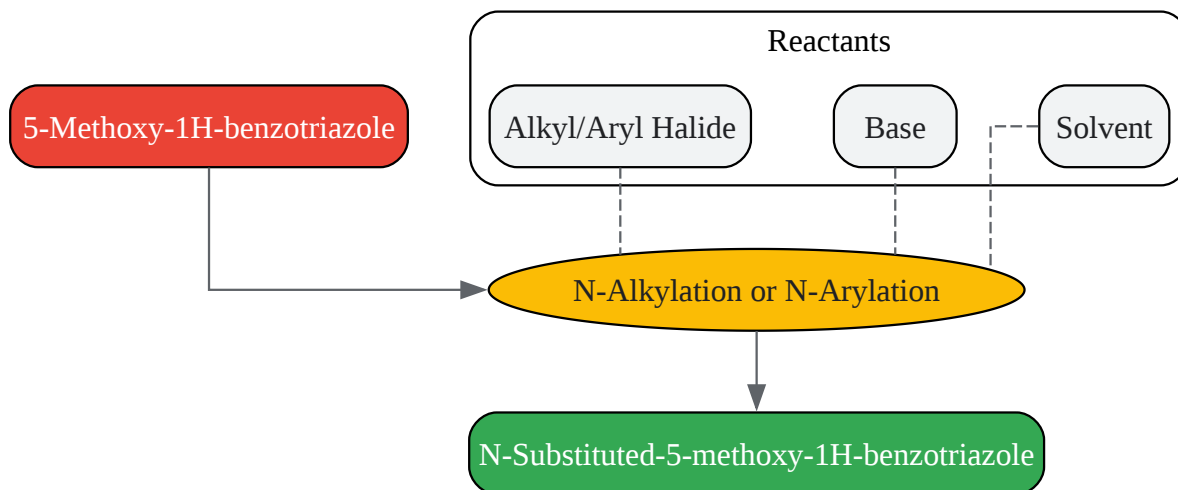 Reactants
5-Methoxy-1H-benzotriazole
Alkyl/Aryl Halide
Base
Solvent
N-Alkylation or N-Arylation
N-Substituted-5-methoxy-1H-benzotriazole